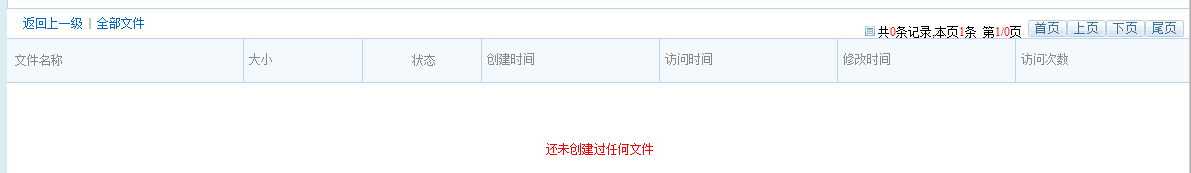 返回上一级 | 全部文件
共0条记录,本页1条 第1/0页 首页 上页 下页 尾页
文件名称 大小 状态 创建时间 访问时间 修改时间 访问次数
还未创建过任何文件